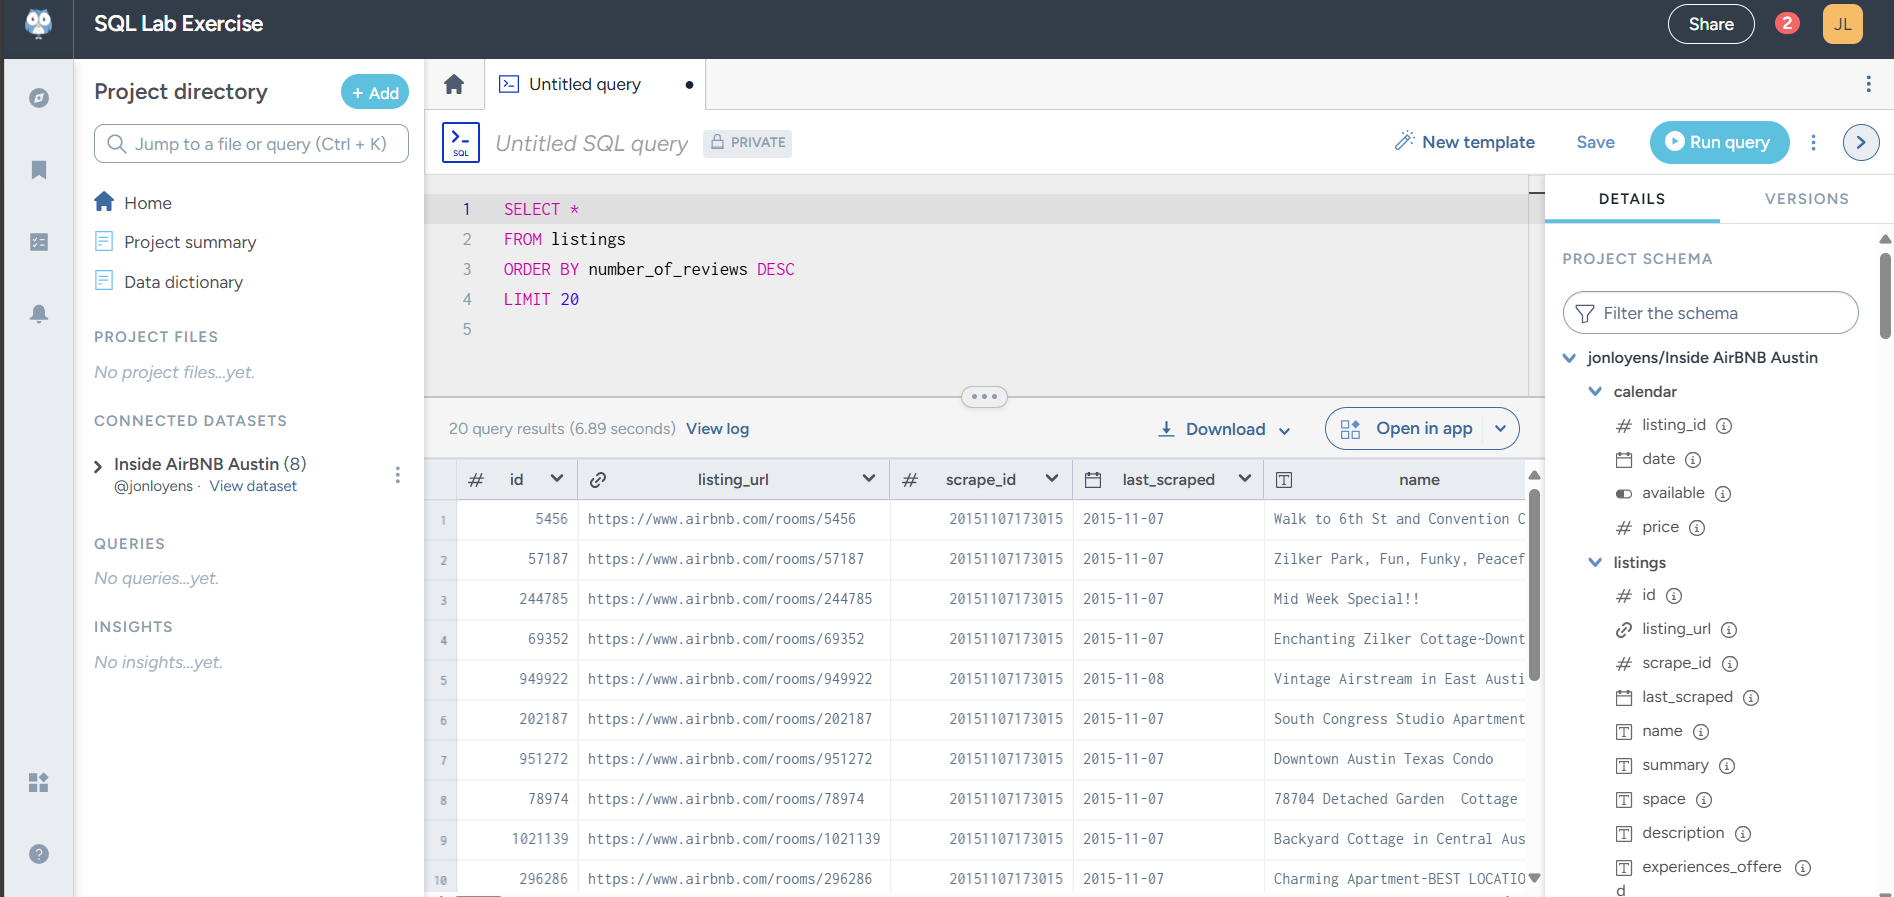 SQL Lab Exercise
Share
2
JL
Project directory
+ Add
Jump to a file or query (Ctrl + K)
Home
Project summary
Data dictionary
PROJECT FILES
No project files...yet.
CONNECTED DATASETS
Inside AirBNB Austin (8)
@jonloyens · View dataset
QUERIES
No queries...yet.
INSIGHTS
No insights...yet.
?
Untitled query
SQL
Untitled SQL query
PRIVATE
New template
Save
Run query
1 SELECT *
2 FROM listings
3 ORDER BY number_of_reviews DESC
4 LIMIT 20
5
20 query results (6.89 seconds) View log
Download
Open in app
# id listing_url # scrape_id last_scraped T name
1 5456 https://www.airbnb.com/rooms/5456 20151107173015 2015-11-07 Walk to 6th St and Convention C
2 57187 https://www.airbnb.com/rooms/57187 20151107173015 2015-11-07 Zilker Park, Fun, Funky, Peacef
3 244785 https://www.airbnb.com/rooms/244785 20151107173015 2015-11-07 Mid Week Special!!
4 69352 https://www.airbnb.com/rooms/69352 20151107173015 2015-11-07 Enchanting Zilker Cottage~Downt
5 949922 https://www.airbnb.com/rooms/949922 20151107173015 2015-11-08 Vintage Airstream in East Austi
6 202187 https://www.airbnb.com/rooms/202187 20151107173015 2015-11-07 South Congress Studio Apartment
7 951272 https://www.airbnb.com/rooms/951272 20151107173015 2015-11-07 Downtown Austin Texas Condo
8 78974 https://www.airbnb.com/rooms/78974 20151107173015 2015-11-07 78704 Detached Garden  Cottage
9 1021139 https://www.airbnb.com/rooms/1021139 20151107173015 2015-11-07 Backyard Cottage in Central Aus
10 296286 https://www.airbnb.com/rooms/296286 20151107173015 2015-11-07 Charming Apartment-BEST LOCATIO
DETAILS
VERSIONS
PROJECT SCHEMA
Filter the schema
jonloyens/Inside AirBNB Austin
calendar
# listing_id
date
available
# price
listings
# id
listing_url
# scrape_id
last_scraped
T name
T summary
T space
T description
T experiences_offere
d